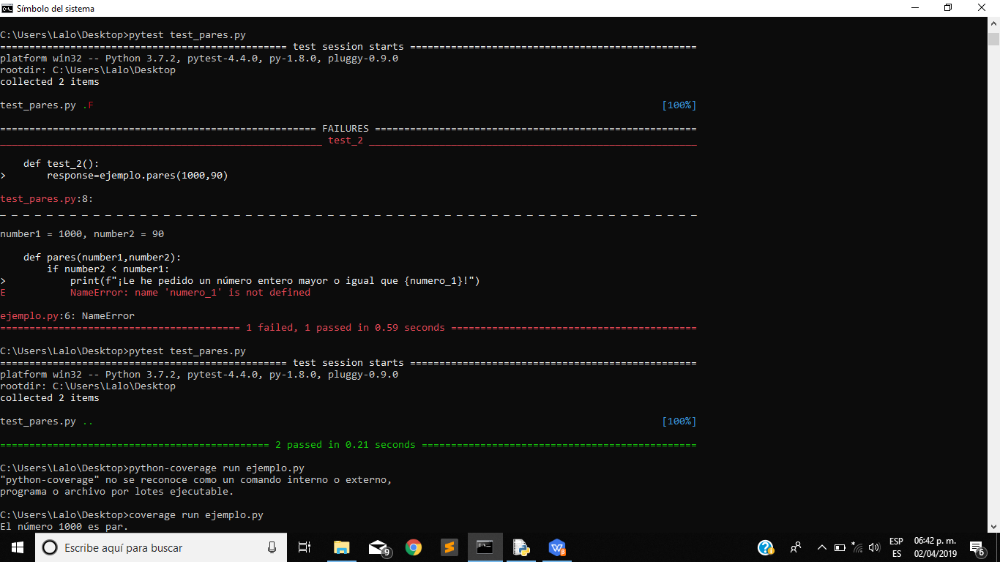 Símbolo del sistema
C:\Users\Lalo\Desktop>pytest test_pares.py
================================================= test session starts =================================================
platform win32 -- Python 3.7.2, pytest-4.4.0, py-1.8.0, pluggy-0.9.0
rootdir: C:\Users\Lalo\Desktop
collected 2 items
test_pares.py .F [100%]
====================================================== FAILURES =======================================================
_______________________________________________________ test_2 ________________________________________________________
def test_2():
> response=ejemplo.pares(1000,90)
test_pares.py:8:
_ _ _ _ _ _ _ _ _ _ _ _ _ _ _ _ _ _ _ _ _ _ _ _ _ _ _ _ _ _ _ _ _ _ _ _ _ _ _ _ _ _ _ _ _ _ _ _ _ _ _ _ _ _ _ _ _ _ _ _
number1 = 1000, number2 = 90
def pares(number1,number2):
if number2 < number1:
> print(f"¡Le he pedido un número entero mayor o igual que {numero_1}!")
E NameError: name 'numero_1' is not defined
ejemplo.py:6: NameError
========================================= 1 failed, 1 passed in 0.59 seconds ==========================================
C:\Users\Lalo\Desktop>pytest test_pares.py
================================================= test session starts =================================================
platform win32 -- Python 3.7.2, pytest-4.4.0, py-1.8.0, pluggy-0.9.0
rootdir: C:\Users\Lalo\Desktop
collected 2 items
test_pares.py .. [100%]
============================================== 2 passed in 0.21 seconds ===============================================
C:\Users\Lalo\Desktop>python-coverage run ejemplo.py
"python-coverage" no se reconoce como un comando interno o externo,
programa o archivo por lotes ejecutable.
C:\Users\Lalo\Desktop>coverage run ejemplo.py
El número 1000 es par.
Escribe aquí para buscar
9
ESP
ES
06:42 p. m.
02/04/2019
6